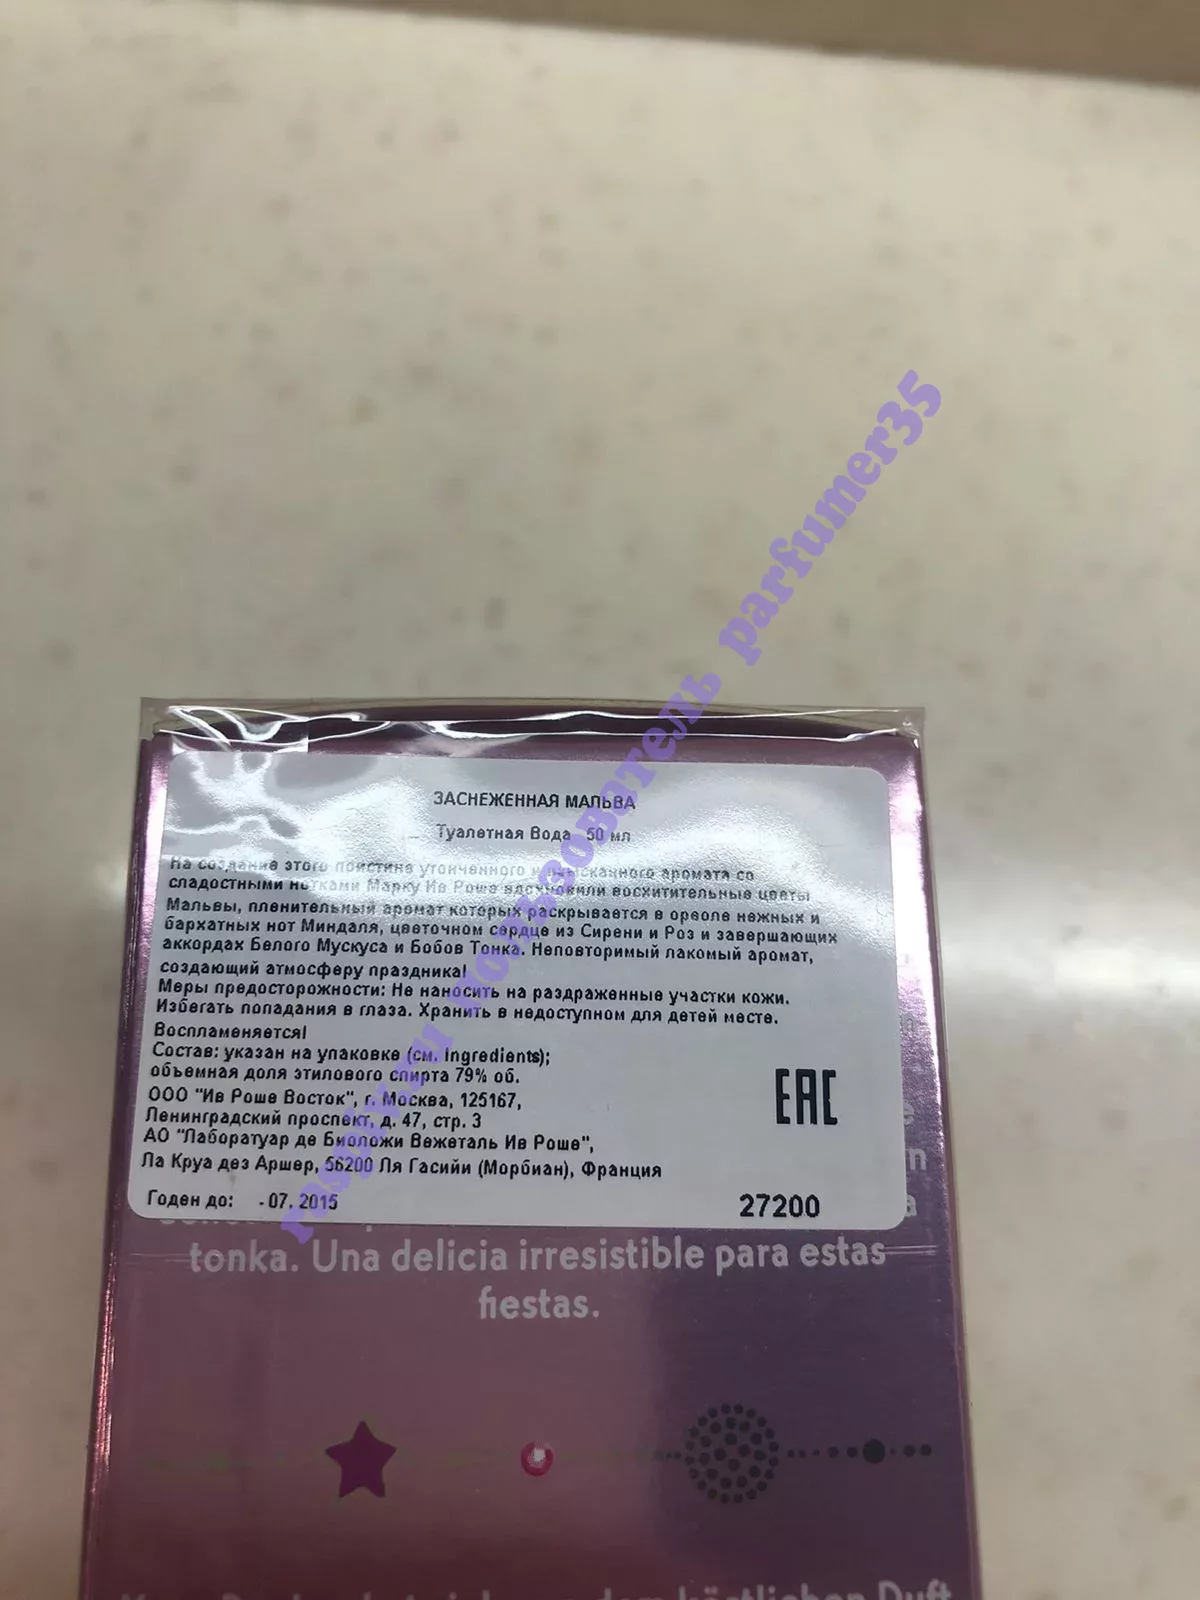 ЗАСНЕЖЕННАЯ МАЛЬВА
Туалетная Вода 50 мл
На создание этого поистине утонченного и изысканного аромата со
сладостными нотками Марку Ив Роше вдохновили восхитительные цветы
Мальвы, пленительный аромат которых раскрывается в ореоле нежных и
бархатных нот Миндаля, цветочном сердце из Сирени и Роз и завершающих
аккордах Белого Мускуса и Бобов Тонка. Неповторимый лакомый аромат,
создающий атмосферу праздника!
Меры предосторожности: Не наносить на раздраженные участки кожи.
Избегать попадания в глаза. Хранить в недоступном для детей месте.
Воспламеняется!
Состав: указан на упаковке (см. Ingredients);
объемная доля этилового спирта 79% об.
ООО "Ив Роше Восток", г. Москва, 125167,
Ленинградский проспект, д. 47, стр. 3
АО "Лаборатуар де Биоложи Вежеталь Ив Роше",
Ла Круа дез Аршер, 56200 Ля Гасийи (Морбиан), Франция
EAC
Годен до: - 07. 2015
27200
tonka. Una delicia irresistible para estas
fiestas.
пользователь parfumer35